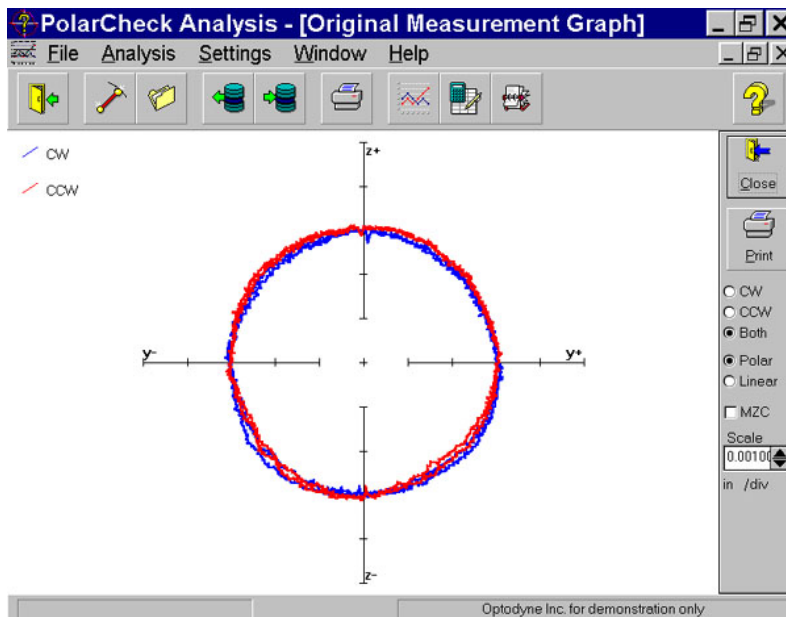 PolarCheck Analysis - [Original Measurement Graph]
File Analysis Settings Window Help
CW
CCW
z+
y-
y+
z-
Close
Print
CW
CCW
Both
Polar
Linear
MZC
Scale
in /div
Optodyne Inc. for demonstration only